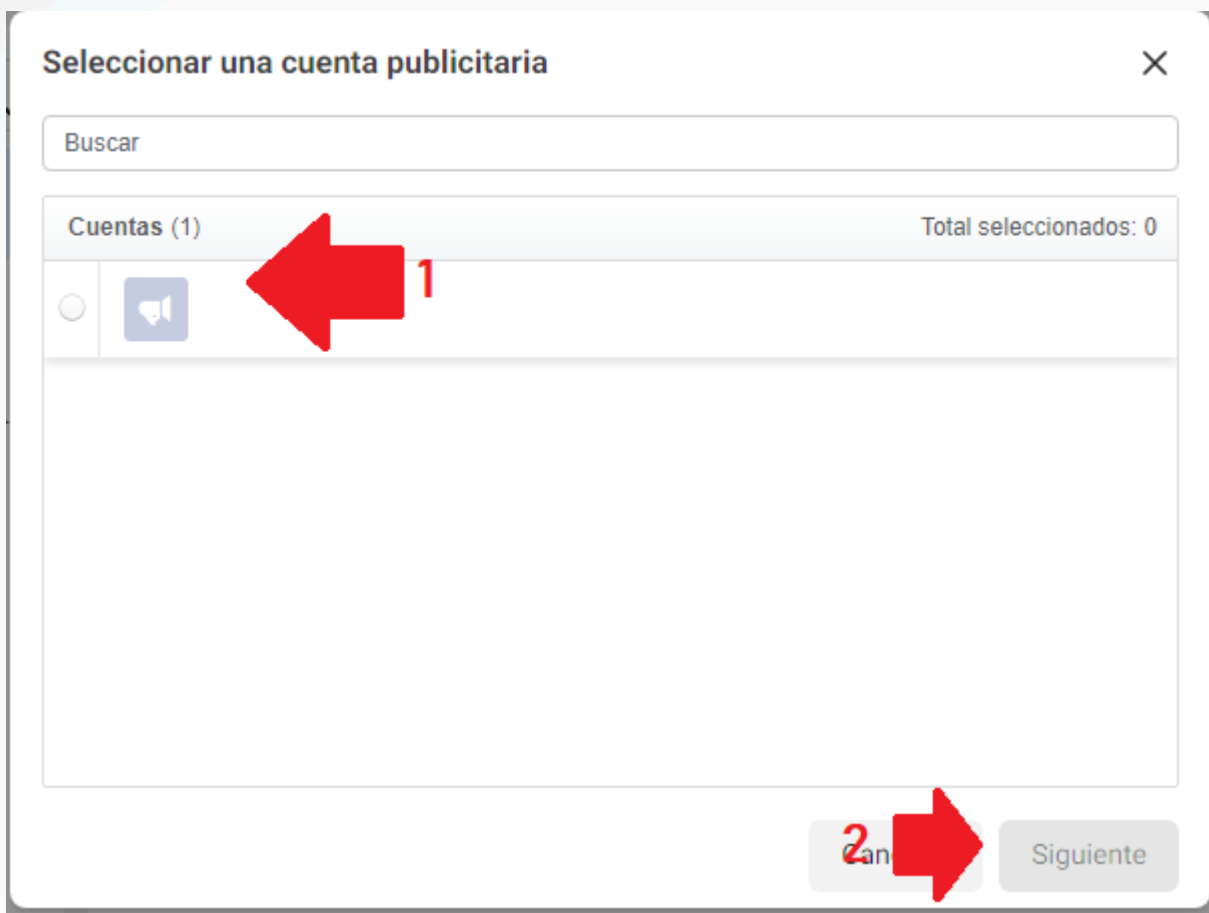 Seleccionar una cuenta publicitaria
Buscar
Cuentas (1)
Total seleccionados: 0
1
2
Siguiente